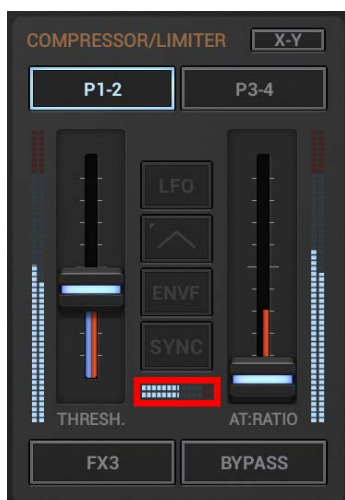 COMPRESSOR/LIMITER X-Y
P1-2 P3-4
LFO
ENVF
SYNC
THRESH. AT:RATIO
FX3 BYPASS